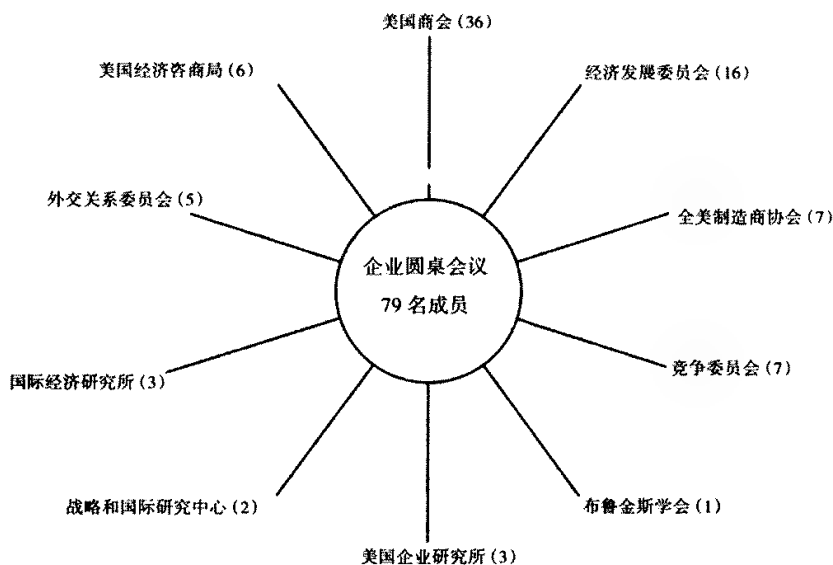 美国商会(36)
美国经济咨商局(6)
经济发展委员会(16)
外交关系委员会(5)
全美制造商协会(7)
企业圆桌会议
79 名成员
国际经济研究所(3)
竞争委员会(7)
战略和国际研究中心(2)
布鲁金斯学会(1)
美国企业研究所(3)